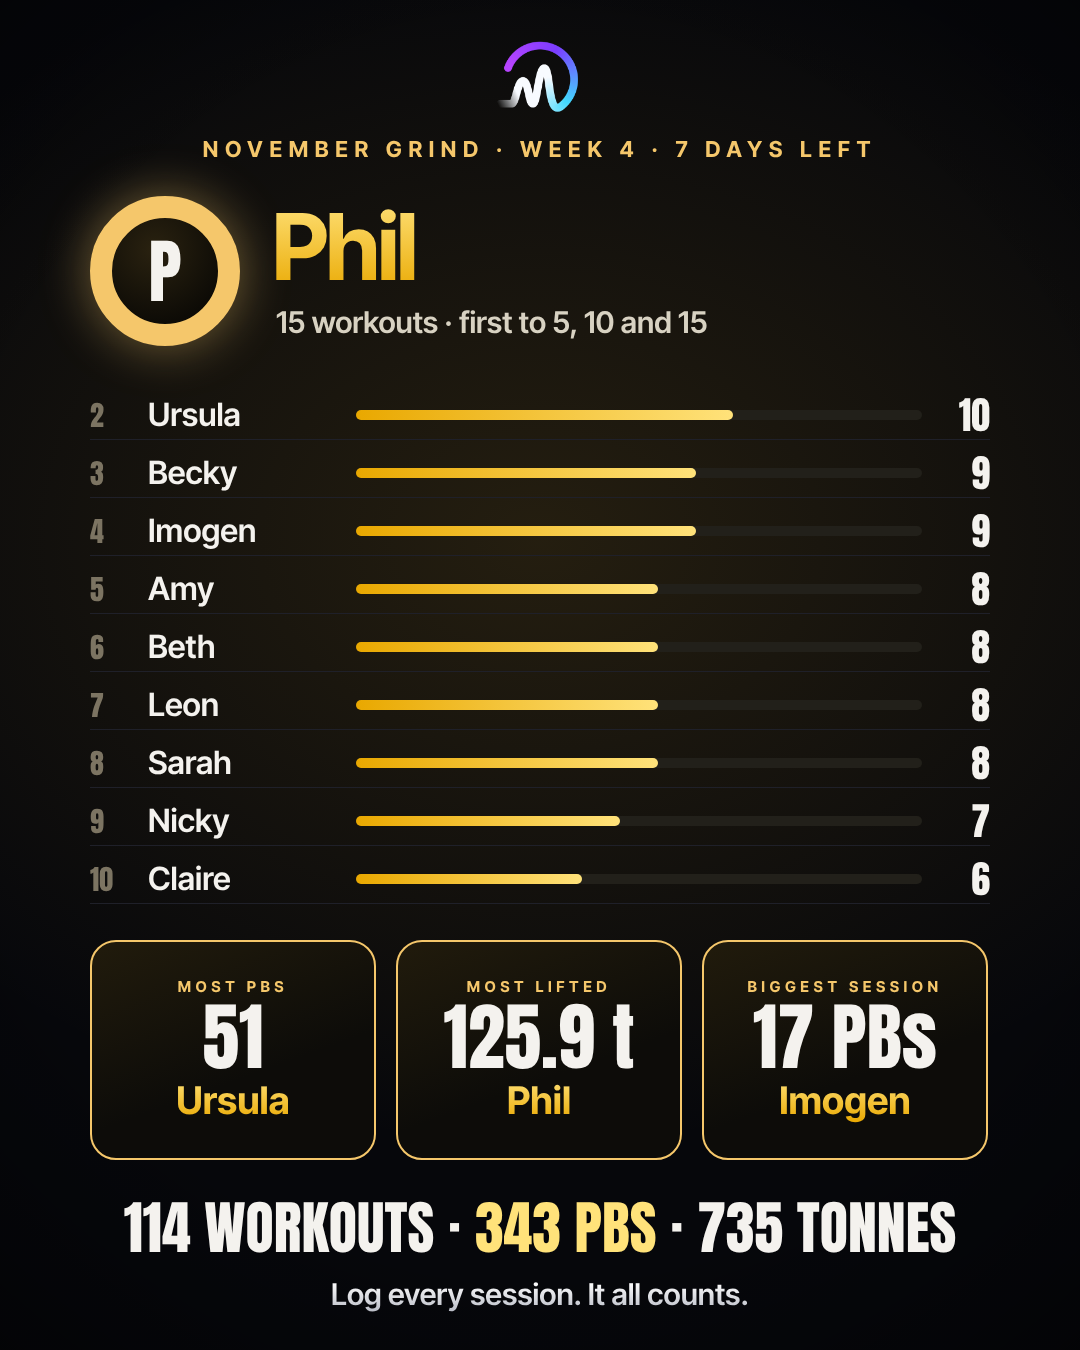 NOVEMBER GRIND · WEEK 4 · 7 DAYS LEFT
P
Phil
15 workouts · first to 5, 10 and 15
2 Ursula 10
3 Becky 9
4 Imogen 9
5 Amy 8
6 Beth 8
7 Leon 8
8 Sarah 8
9 Nicky 7
10 Claire 6
MOST PBS
51
Ursula
MOST LIFTED
125.9 t
Phil
BIGGEST SESSION
17 PBs
Imogen
114 WORKOUTS · 343 PBS · 735 TONNES
Log every session. It all counts.